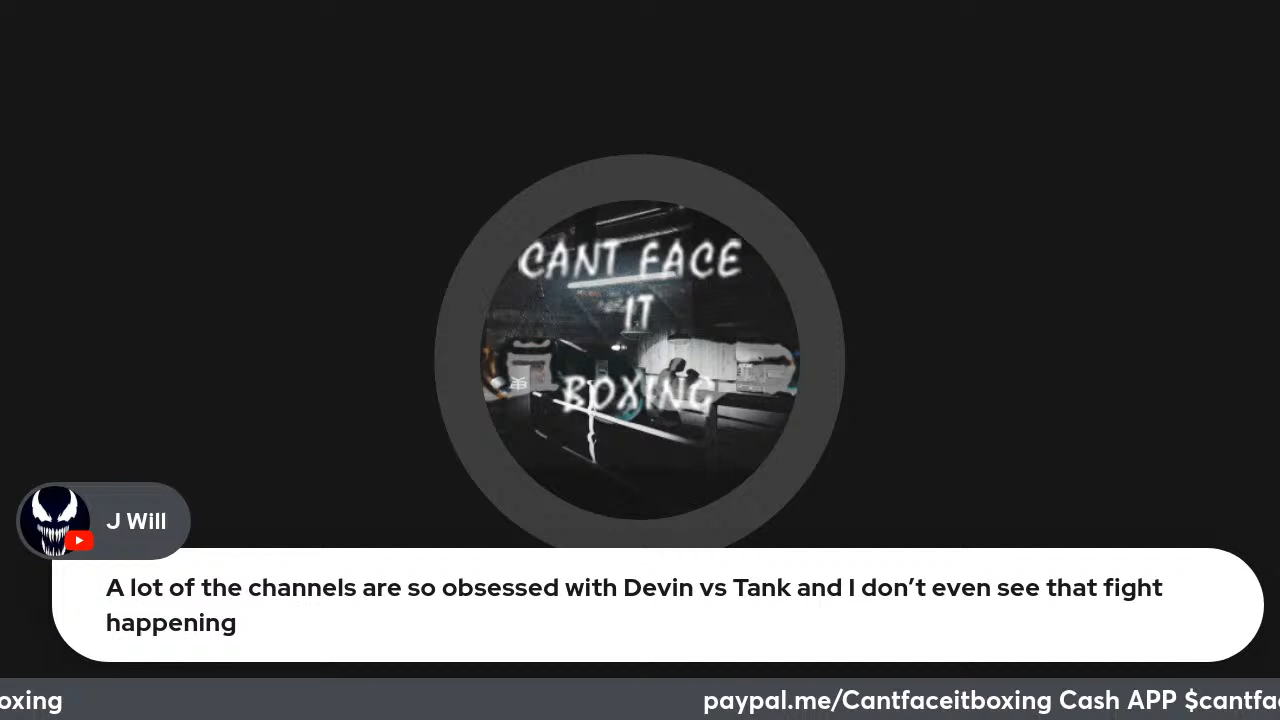 CANT FACE
IT
BOXING
J Will
A lot of the channels are so obsessed with Devin vs Tank and I don’t even see that fight
happening
oxing paypal.me/Cantfaceitboxing Cash APP $cantfa